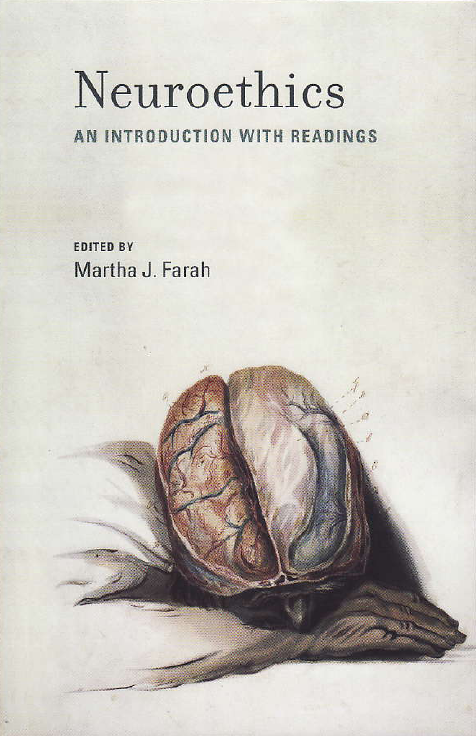 Neuroethics
AN INTRODUCTION WITH READINGS
EDITED BY
Martha J. Farah